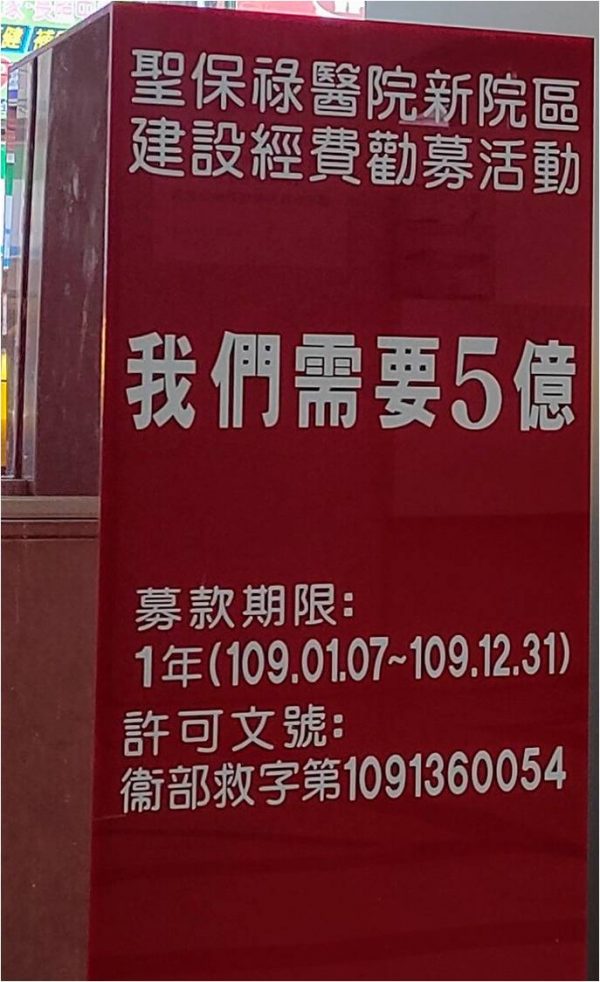 聖保祿醫院新院區
建設經費勸募活動
我們需要5億
募款期限:
1年(109.01.07~109.12.31)
許可文號:
衞部救字第1091360054